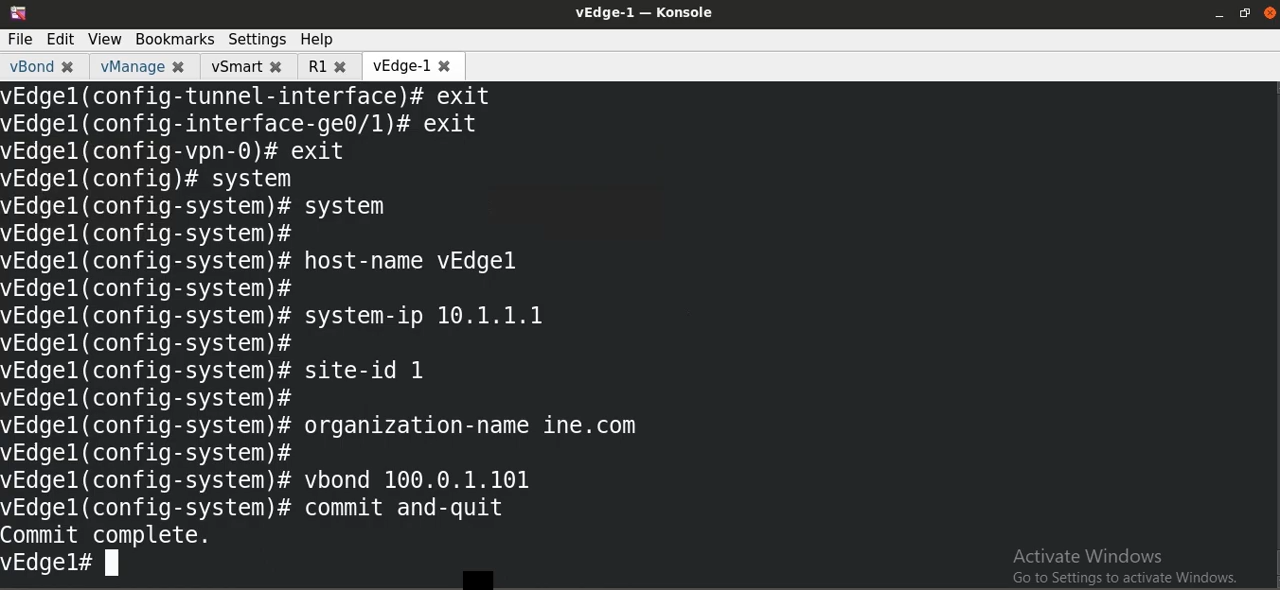 vEdge-1 — Konsole
File Edit View Bookmarks Settings Help
vBond vManage vSmart R1 vEdge-1
vEdge1(config-tunnel-interface)# exit
vEdge1(config-interface-ge0/1)# exit
vEdge1(config-vpn-0)# exit
vEdge1(config)# system
vEdge1(config-system)# system
vEdge1(config-system)#
vEdge1(config-system)# host-name vEdge1
vEdge1(config-system)#
vEdge1(config-system)# system-ip 10.1.1.1
vEdge1(config-system)#
vEdge1(config-system)# site-id 1
vEdge1(config-system)#
vEdge1(config-system)# organization-name ine.com
vEdge1(config-system)#
vEdge1(config-system)# vbond 100.0.1.101
vEdge1(config-system)# commit and-quit
Commit complete.
vEdge1#
Activate Windows
Go to Settings to activate Windows.